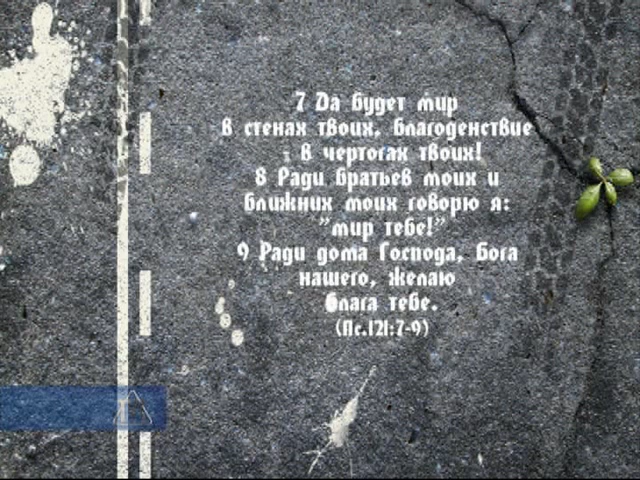 7 Да будет мир
в стенах твоих, благоденствие
- в чертогах твоих!
8 Ради братьев моих и
ближних моих говорю я:
"мир тебе!"
9 Ради дома Господа, Бога
нашего, желаю
блага тебе.
(Пс.121:7-9)